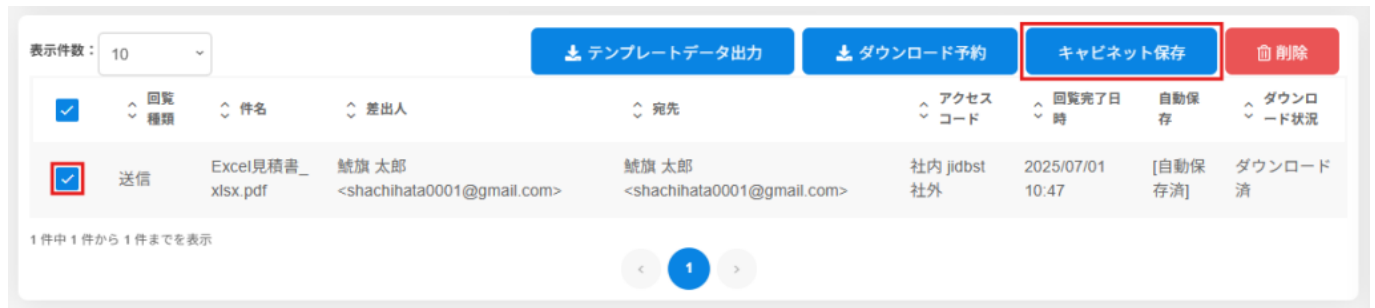 表示件数： 10
テンプレートデータ出力 ダウンロード予約 キャビネット保存 削除
回覧種類 件名 差出人 宛先 アクセスコード 回覧完了日時 自動保存 ダウンロード状況
送信 Excel見積書_ 鯱旗 太郎 鯱旗 太郎 社内 jidbst 2025/07/01 [自動保 ダウンロード
xlsx.pdf <shachihata0001@gmail.com> <shachihata0001@gmail.com> 社外 10:47 存済] 済
1 件中 1 件から 1 件までを表示
‹ 1 ›